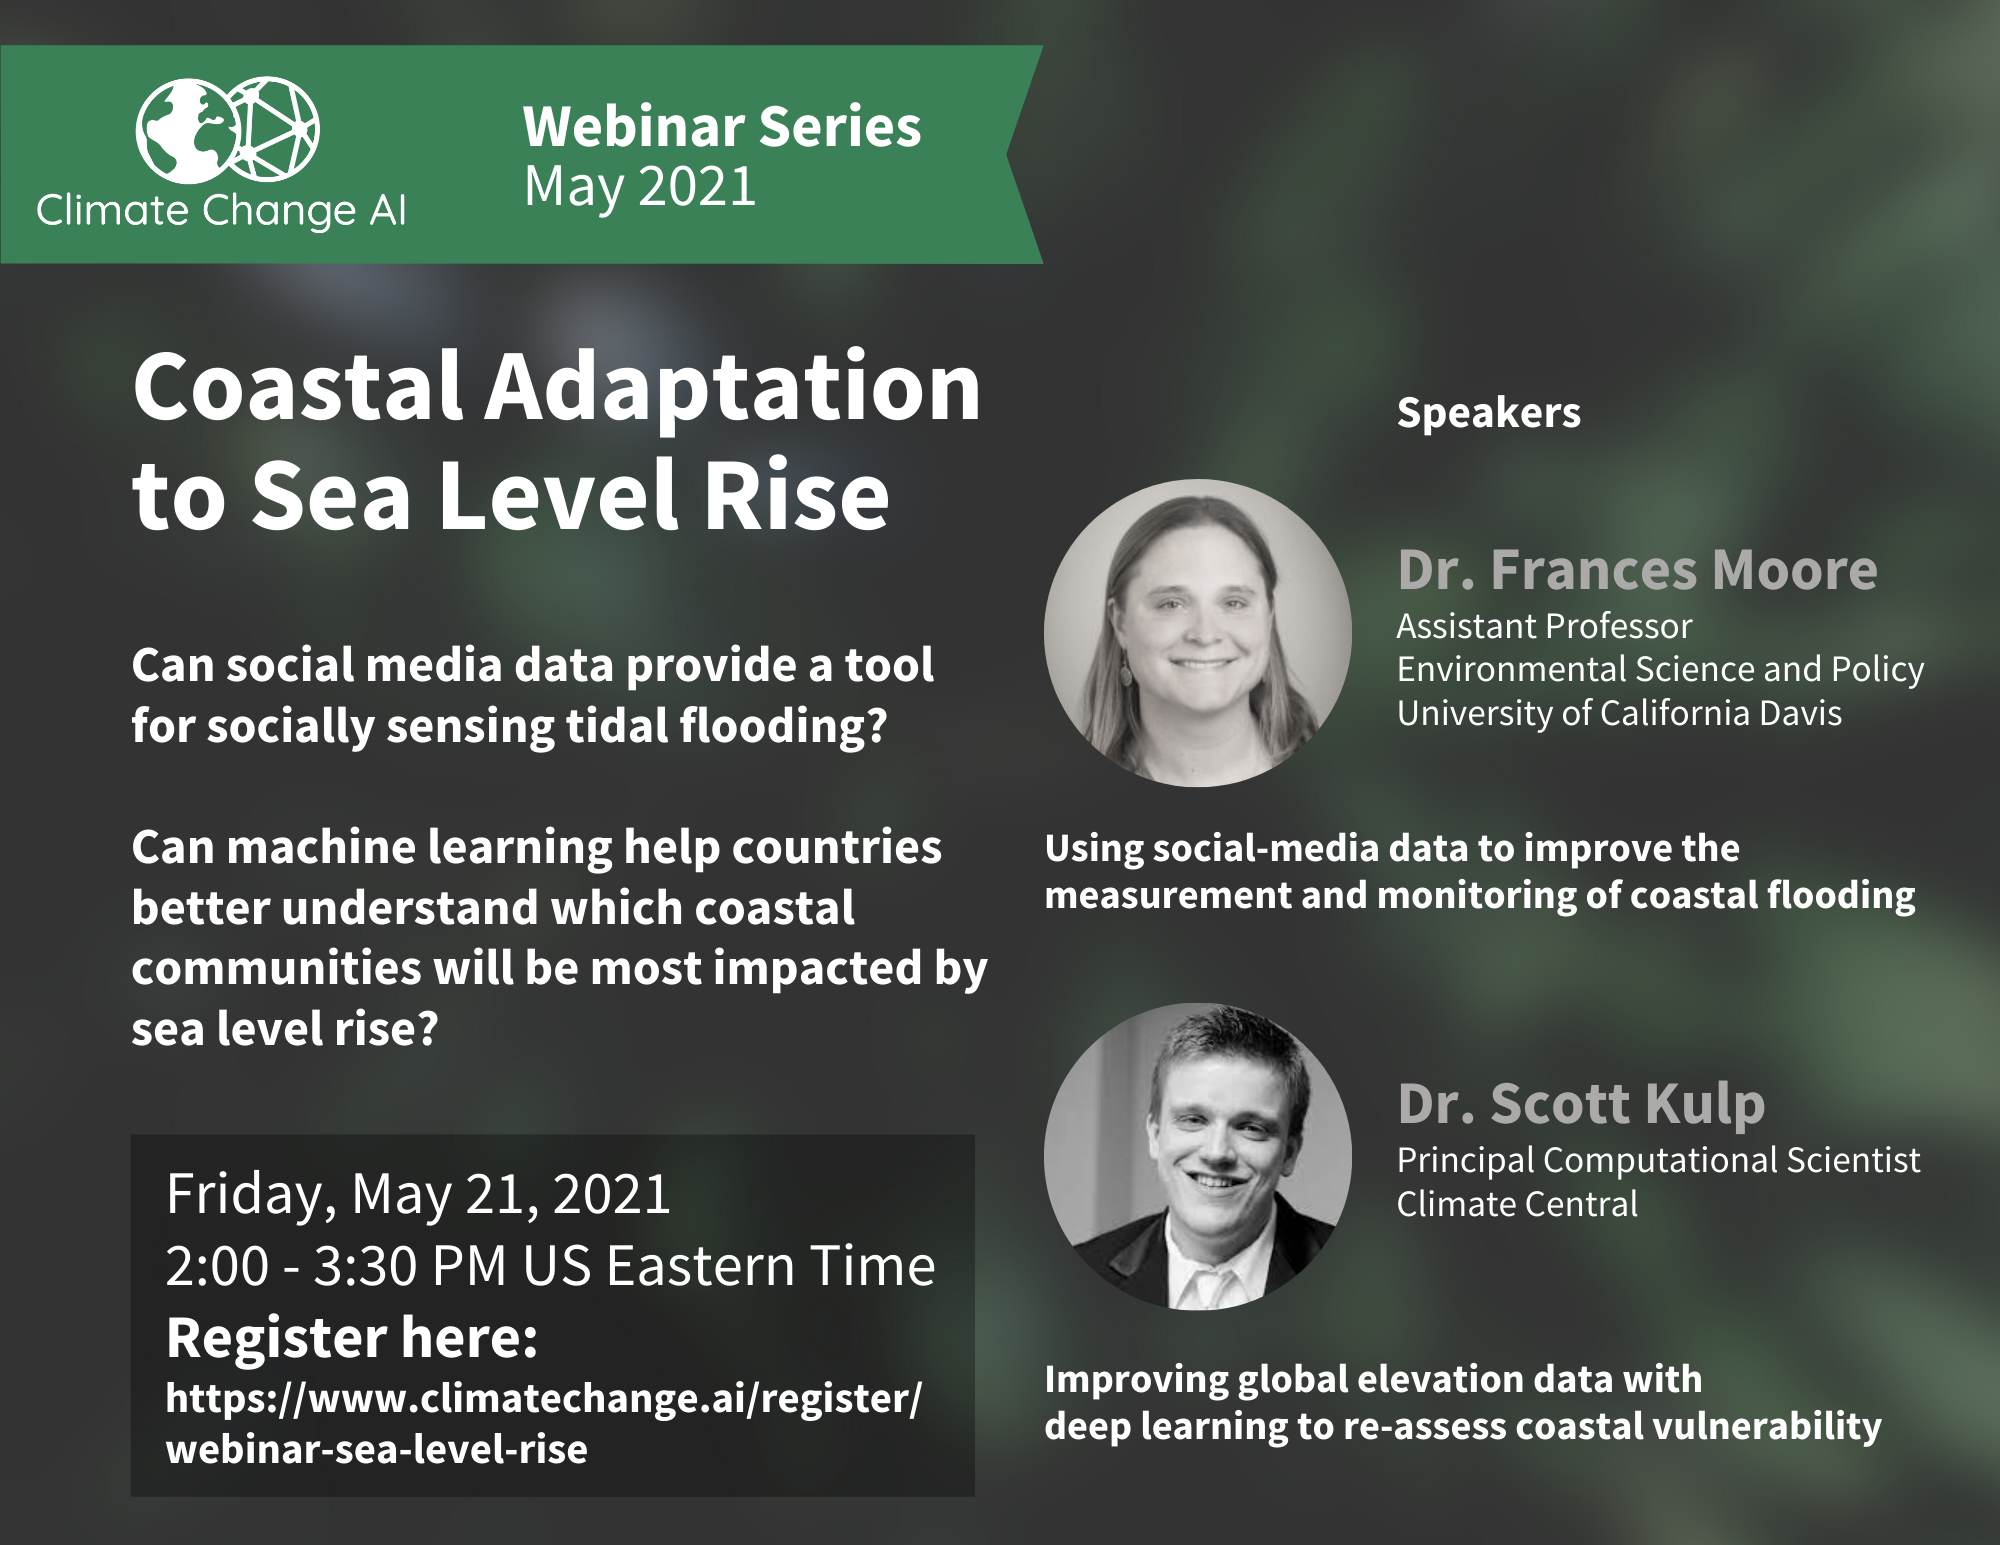 Climate Change AI
Webinar Series
May 2021
Coastal Adaptation
to Sea Level Rise
Can social media data provide a tool
for socially sensing tidal flooding?
Can machine learning help countries
better understand which coastal
communities will be most impacted by
sea level rise?
Friday, May 21, 2021
2:00 - 3:30 PM US Eastern Time
Register here:
https://www.climatechange.ai/register/
webinar-sea-level-rise
Speakers
Dr. Frances Moore
Assistant Professor
Environmental Science and Policy
University of California Davis
Using social-media data to improve the
measurement and monitoring of coastal flooding
Dr. Scott Kulp
Principal Computational Scientist
Climate Central
Improving global elevation data with
deep learning to re-assess coastal vulnerability